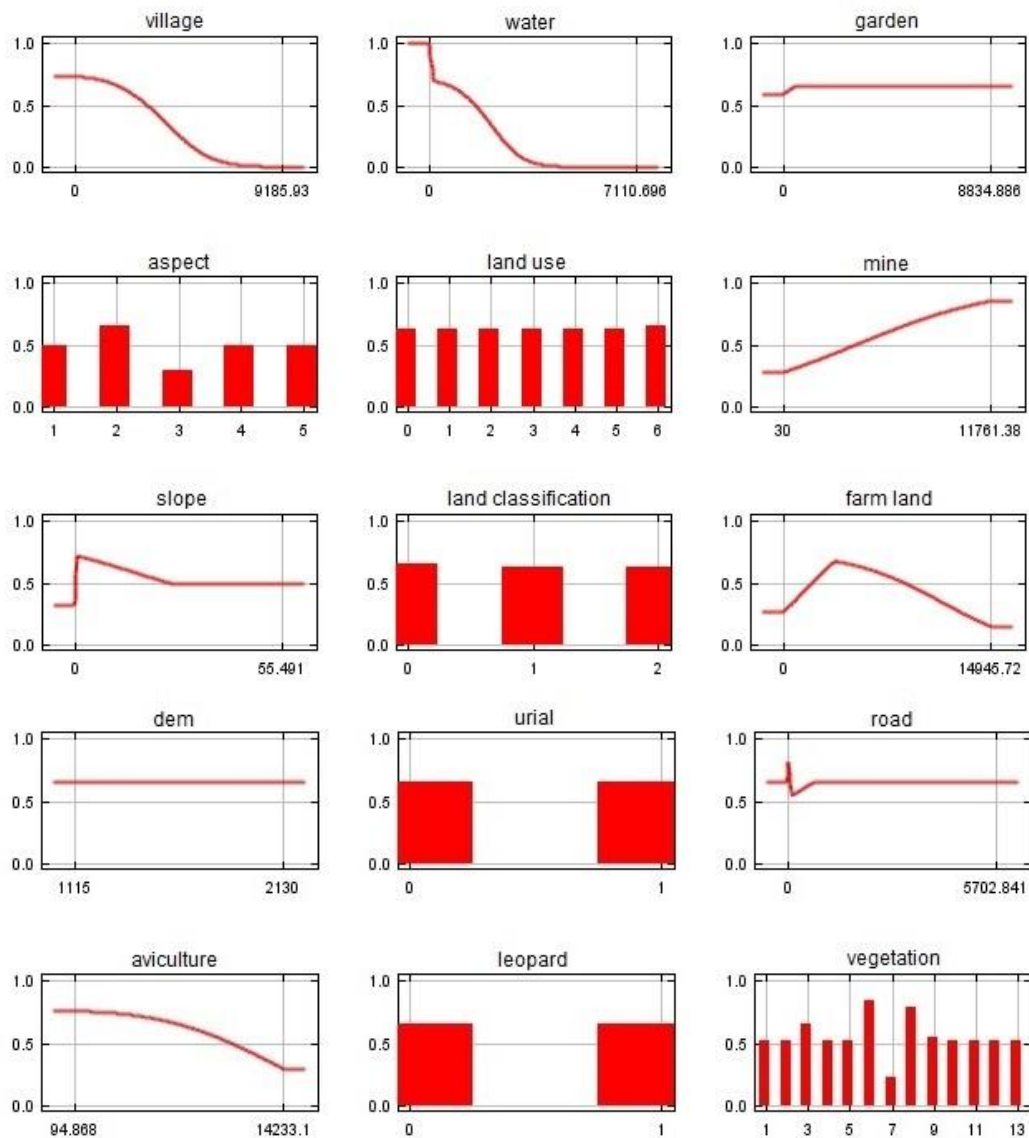 village water garden
1.0 1.0 1.0
0.5 0.5 0.5
0.0 0.0 0.0
0 9185.93 0 7110.696 0 8834.886
aspect land use mine
1.0 1.0 1.0
0.5 0.5 0.5
0.0 0.0 0.0
1 2 3 4 5 0 1 2 3 4 5 6 30 11761.38
slope land classification farm land
1.0 1.0 1.0
0.5 0.5 0.5
0.0 0.0 0.0
0 55.491 0 1 2 0 14945.72
dem urial road
1.0 1.0 1.0
0.5 0.5 0.5
0.0 0.0 0.0
1115 2130 0 1 0 5702.841
aviculture leopard vegetation
1.0 1.0 1.0
0.5 0.5 0.5
0.0 0.0 0.0
94.868 14233.1 0 1 1 3 5 7 9 11 13